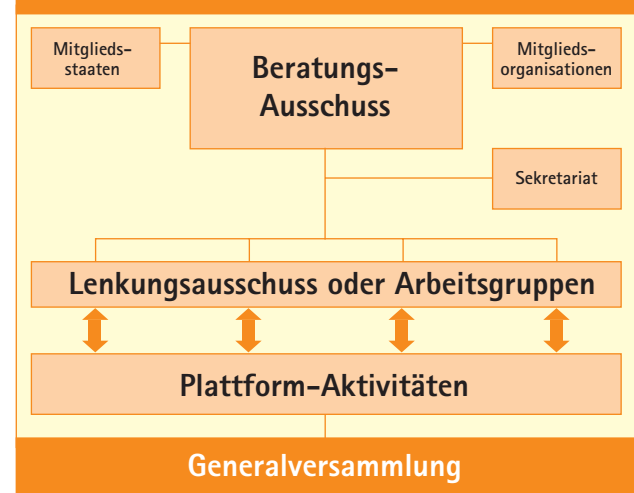 Mitglieds-
staaten
Beratungs-
Ausschuss
Mitglieds-
organisationen
Sekretariat
Lenkungsausschuss oder Arbeitsgruppen
Plattform-Aktivitäten
Generalversammlung